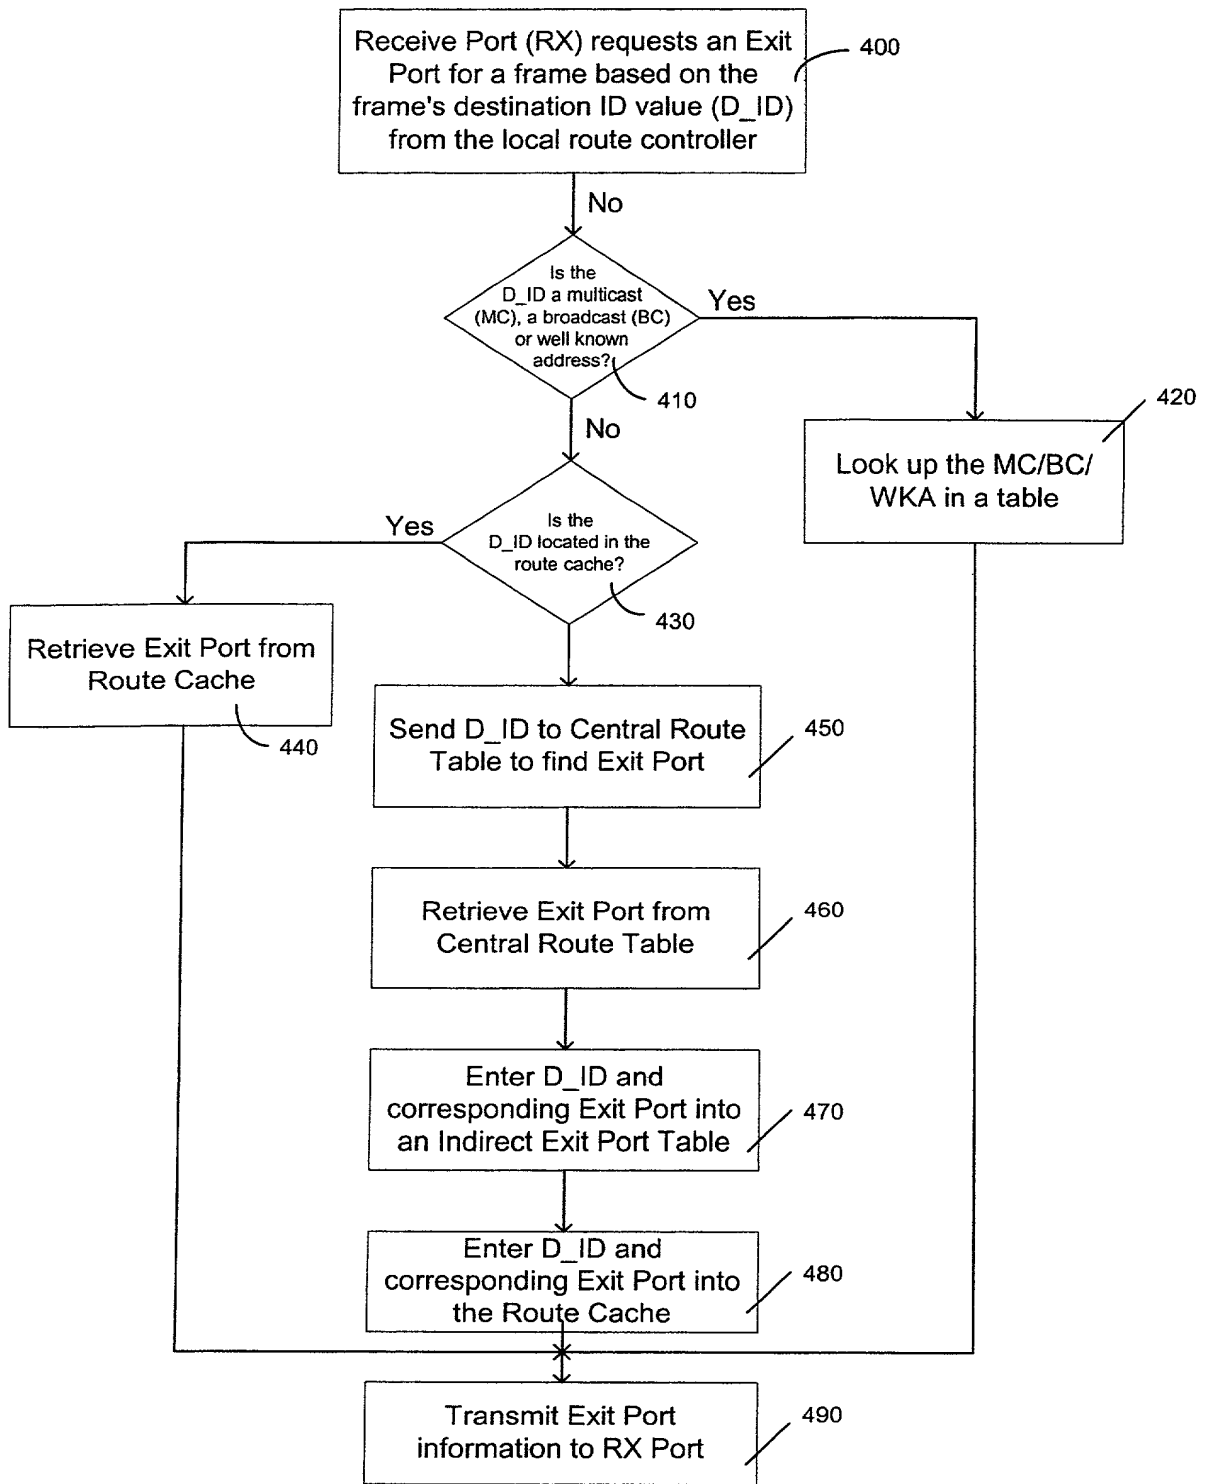 Receive Port (RX) requests an Exit
Port for a frame based on the
frame's destination ID value (D_ID)
from the local route controller
400
No
Is the
D_ID a multicast
(MC), a broadcast (BC)
or well known
address?
410
Yes
420
Look up the MC/BC/
WKA in a table
No
Is the
D_ID located in the
route cache?
430
Yes
Retrieve Exit Port from
Route Cache
440
Send D_ID to Central Route
Table to find Exit Port
450
Retrieve Exit Port from
Central Route Table
460
Enter D_ID and
corresponding Exit Port into
an Indirect Exit Port Table
470
Enter D_ID and
corresponding Exit Port into
the Route Cache
480
Transmit Exit Port
information to RX Port
490